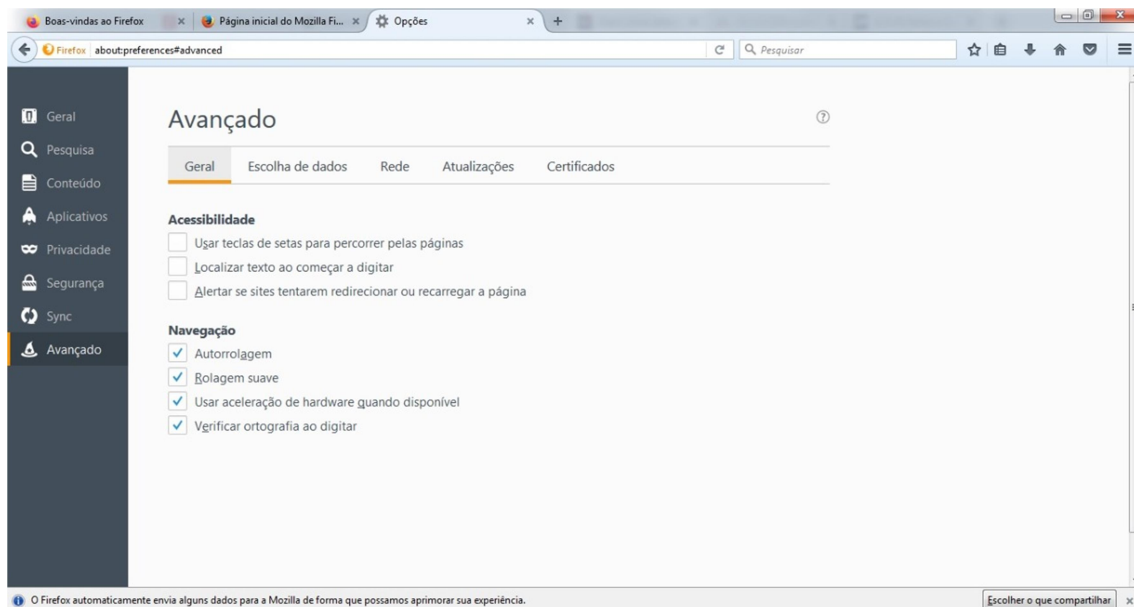 Boas-vindas ao Firefox
Página inicial do Mozilla Fi...
Opções
Firefox about:preferences#advanced
Pesquisar
Geral
Pesquisa
Conteúdo
Aplicativos
Privacidade
Segurança
Sync
Avançado
Avançado
Geral Escolha de dados Rede Atualizações Certificados
Acessibilidade
Usar teclas de setas para percorrer pelas páginas
Localizar texto ao começar a digitar
Alertar se sites tentarem redirecionar ou recarregar a página
Navegação
Autorrolagem
Rolagem suave
Usar aceleração de hardware quando disponível
Verificar ortografia ao digitar
O Firefox automaticamente envia alguns dados para a Mozilla de forma que possamos aprimorar sua experiência.
Escolher o que compartilhar